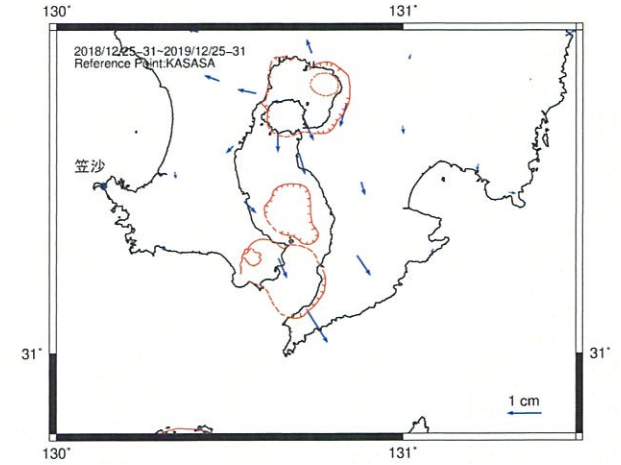 130˚ 131˚
2018/12/25-31~2019/12/25-31
Reference Point:KASASA
笠沙
31˚ 31˚
1 cm
130˚ 131˚